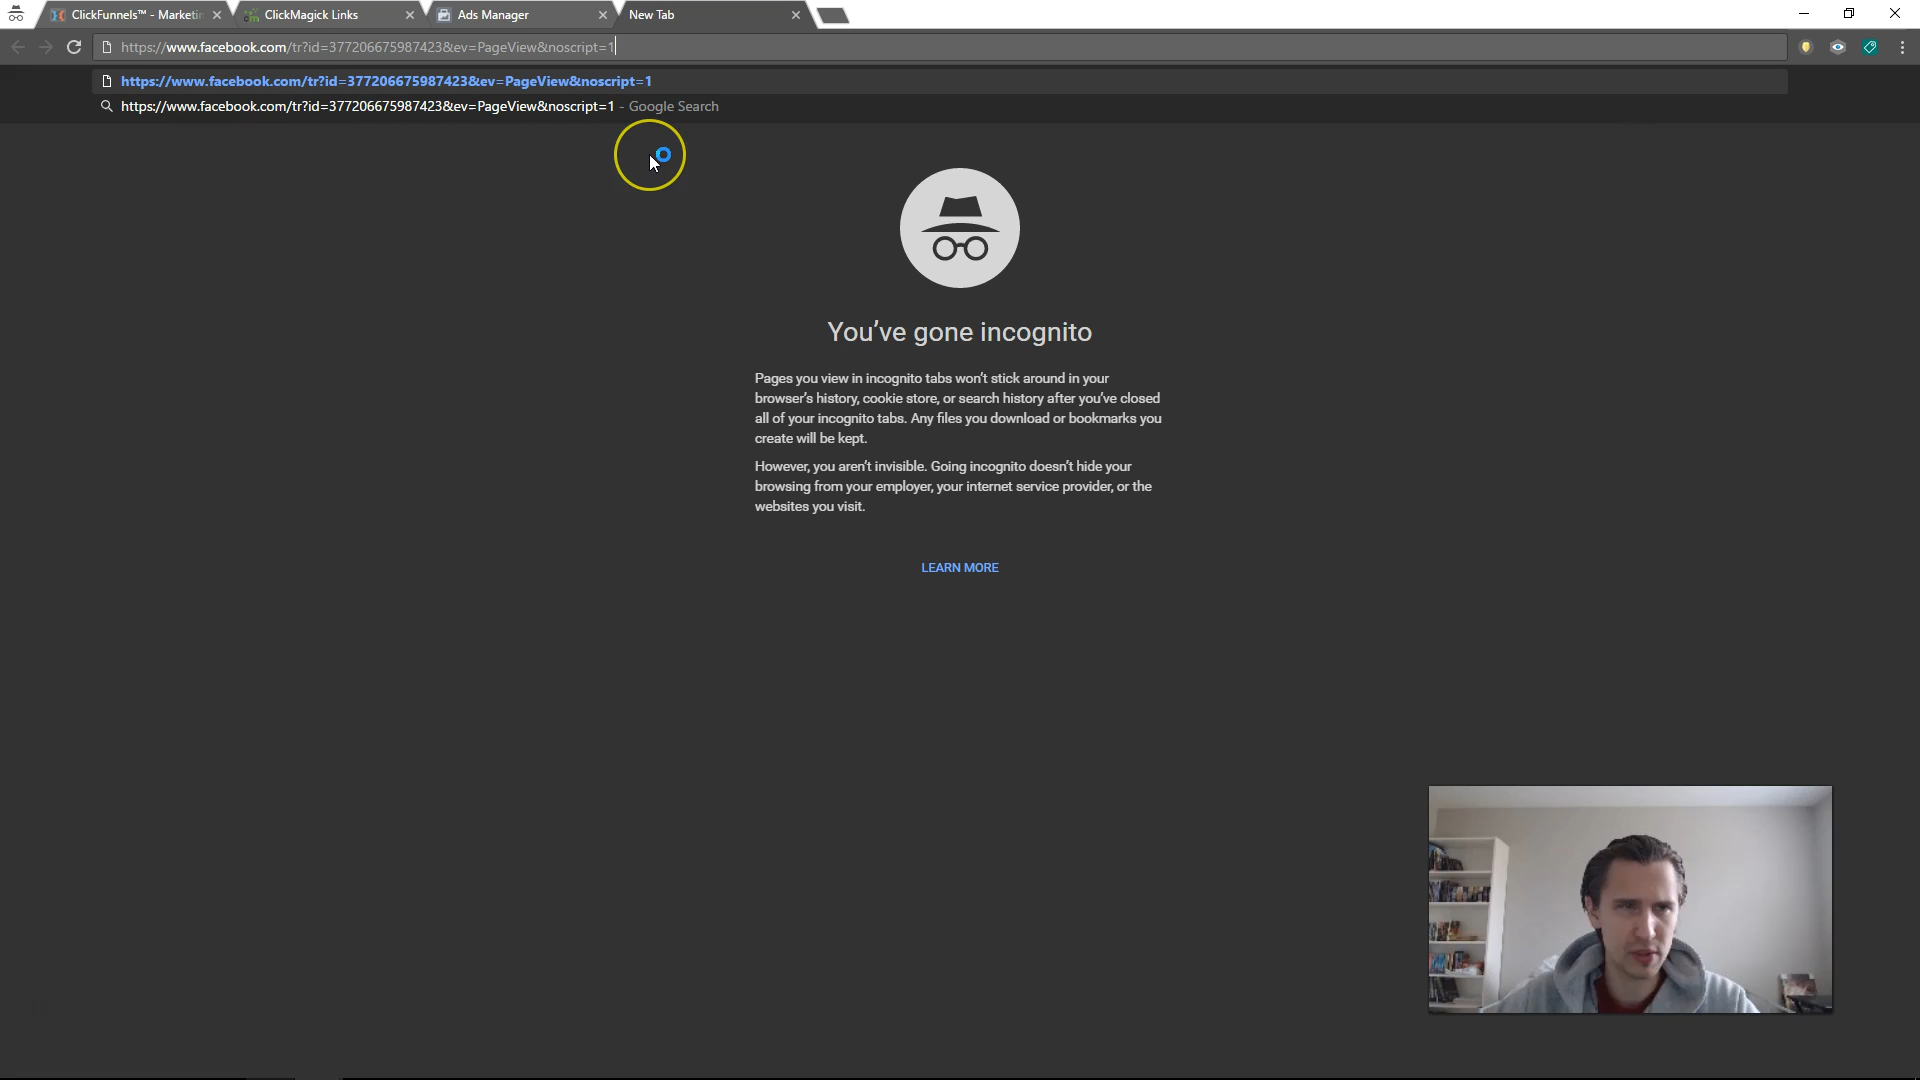 ClickFunnels™ - Marketin
ClickMagick Links
Ads Manager
New Tab
https://www.facebook.com/tr?id=377206675987423&ev=PageView&noscript=1
https://www.facebook.com/tr?id=377206675987423&ev=PageView&noscript=1
https://www.facebook.com/tr?id=377206675987423&ev=PageView&noscript=1 - Google Search
You've gone incognito
Pages you view in incognito tabs won't stick around in your
browser's history, cookie store, or search history after you've closed
all of your incognito tabs. Any files you download or bookmarks you
create will be kept.
However, you aren't invisible. Going incognito doesn't hide your
browsing from your employer, your internet service provider, or the
websites you visit.
LEARN MORE